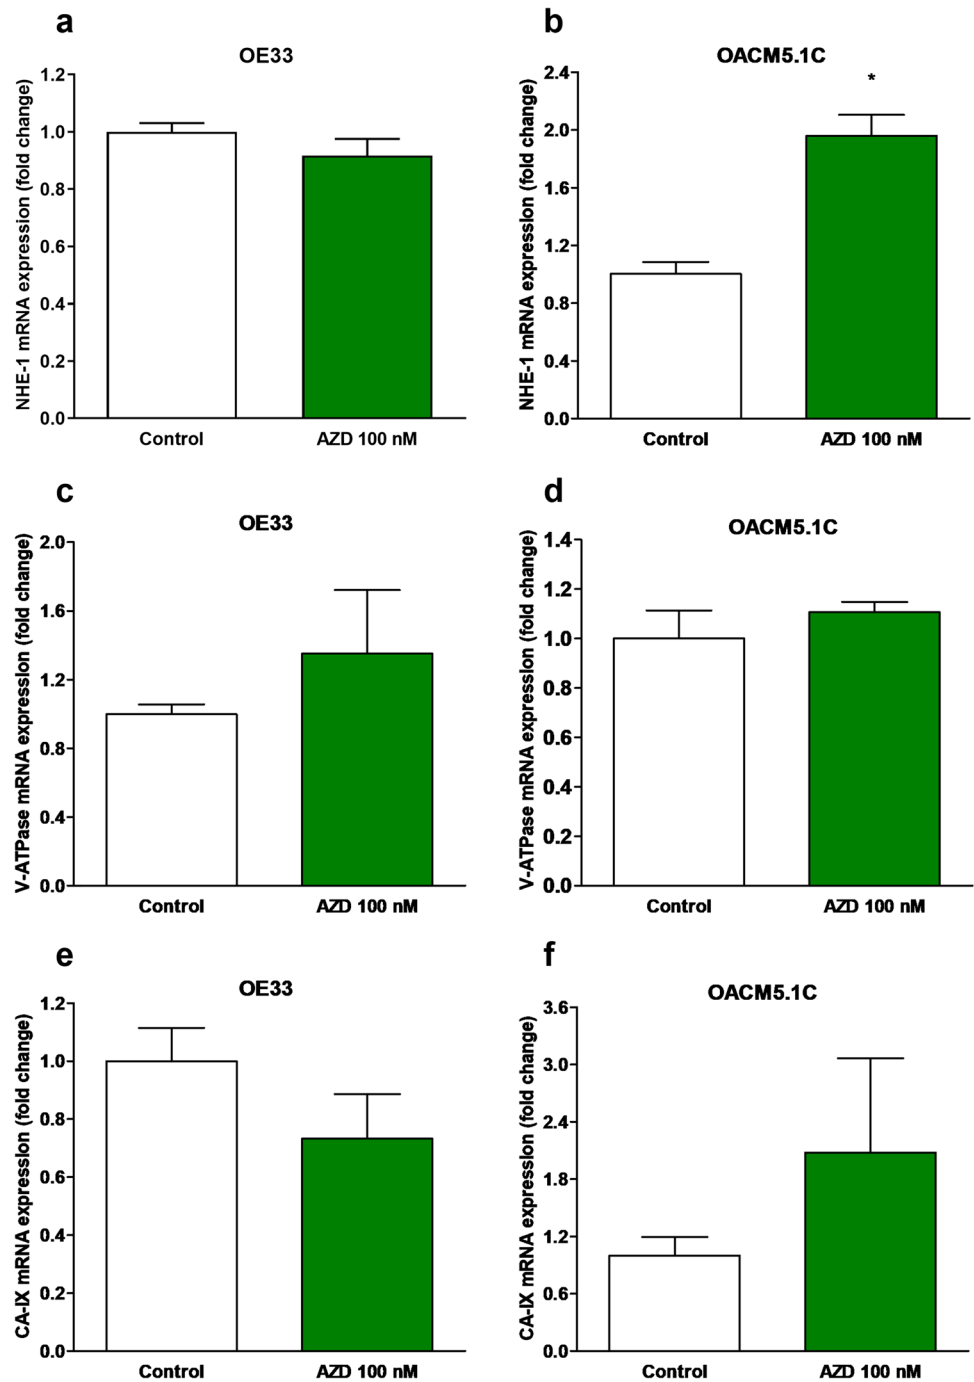 a
OE33
NHE-1 mRNA expression (fold change)
1.2
1.0
0.8
0.6
0.4
0.2
0.0
Control
AZD 100 nM
b
OACM5.1C
NHE-1 mRNA expression (fold change)
2.4
2.0
1.6
1.2
0.8
0.4
0.0
*
Control
AZD 100 nM
c
OE33
V-ATPase mRNA expression (fold change)
2.0
1.6
1.2
0.8
0.4
0.0
Control
AZD 100 nM
d
OACM5.1C
V-ATPase mRNA expression (fold change)
1.4
1.2
1.0
0.8
0.6
0.4
0.2
0.0
Control
AZD 100 nM
e
OE33
CA-IX mRNA expression (fold change)
1.2
1.0
0.8
0.6
0.4
0.2
0.0
Control
AZD 100 nM
f
OACM5.1C
CA-IX mRNA expression (fold change)
3.6
3.0
2.4
1.8
1.2
0.6
0.0
Control
AZD 100 nM